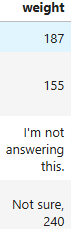 weight
187
155
I'm not
answering
this.
Not sure,
240